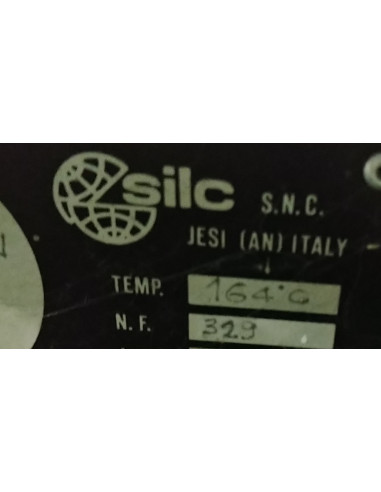 silc S.N.C.
JESI (AN) ITALY
TEMP. 164°C
N.F. 329